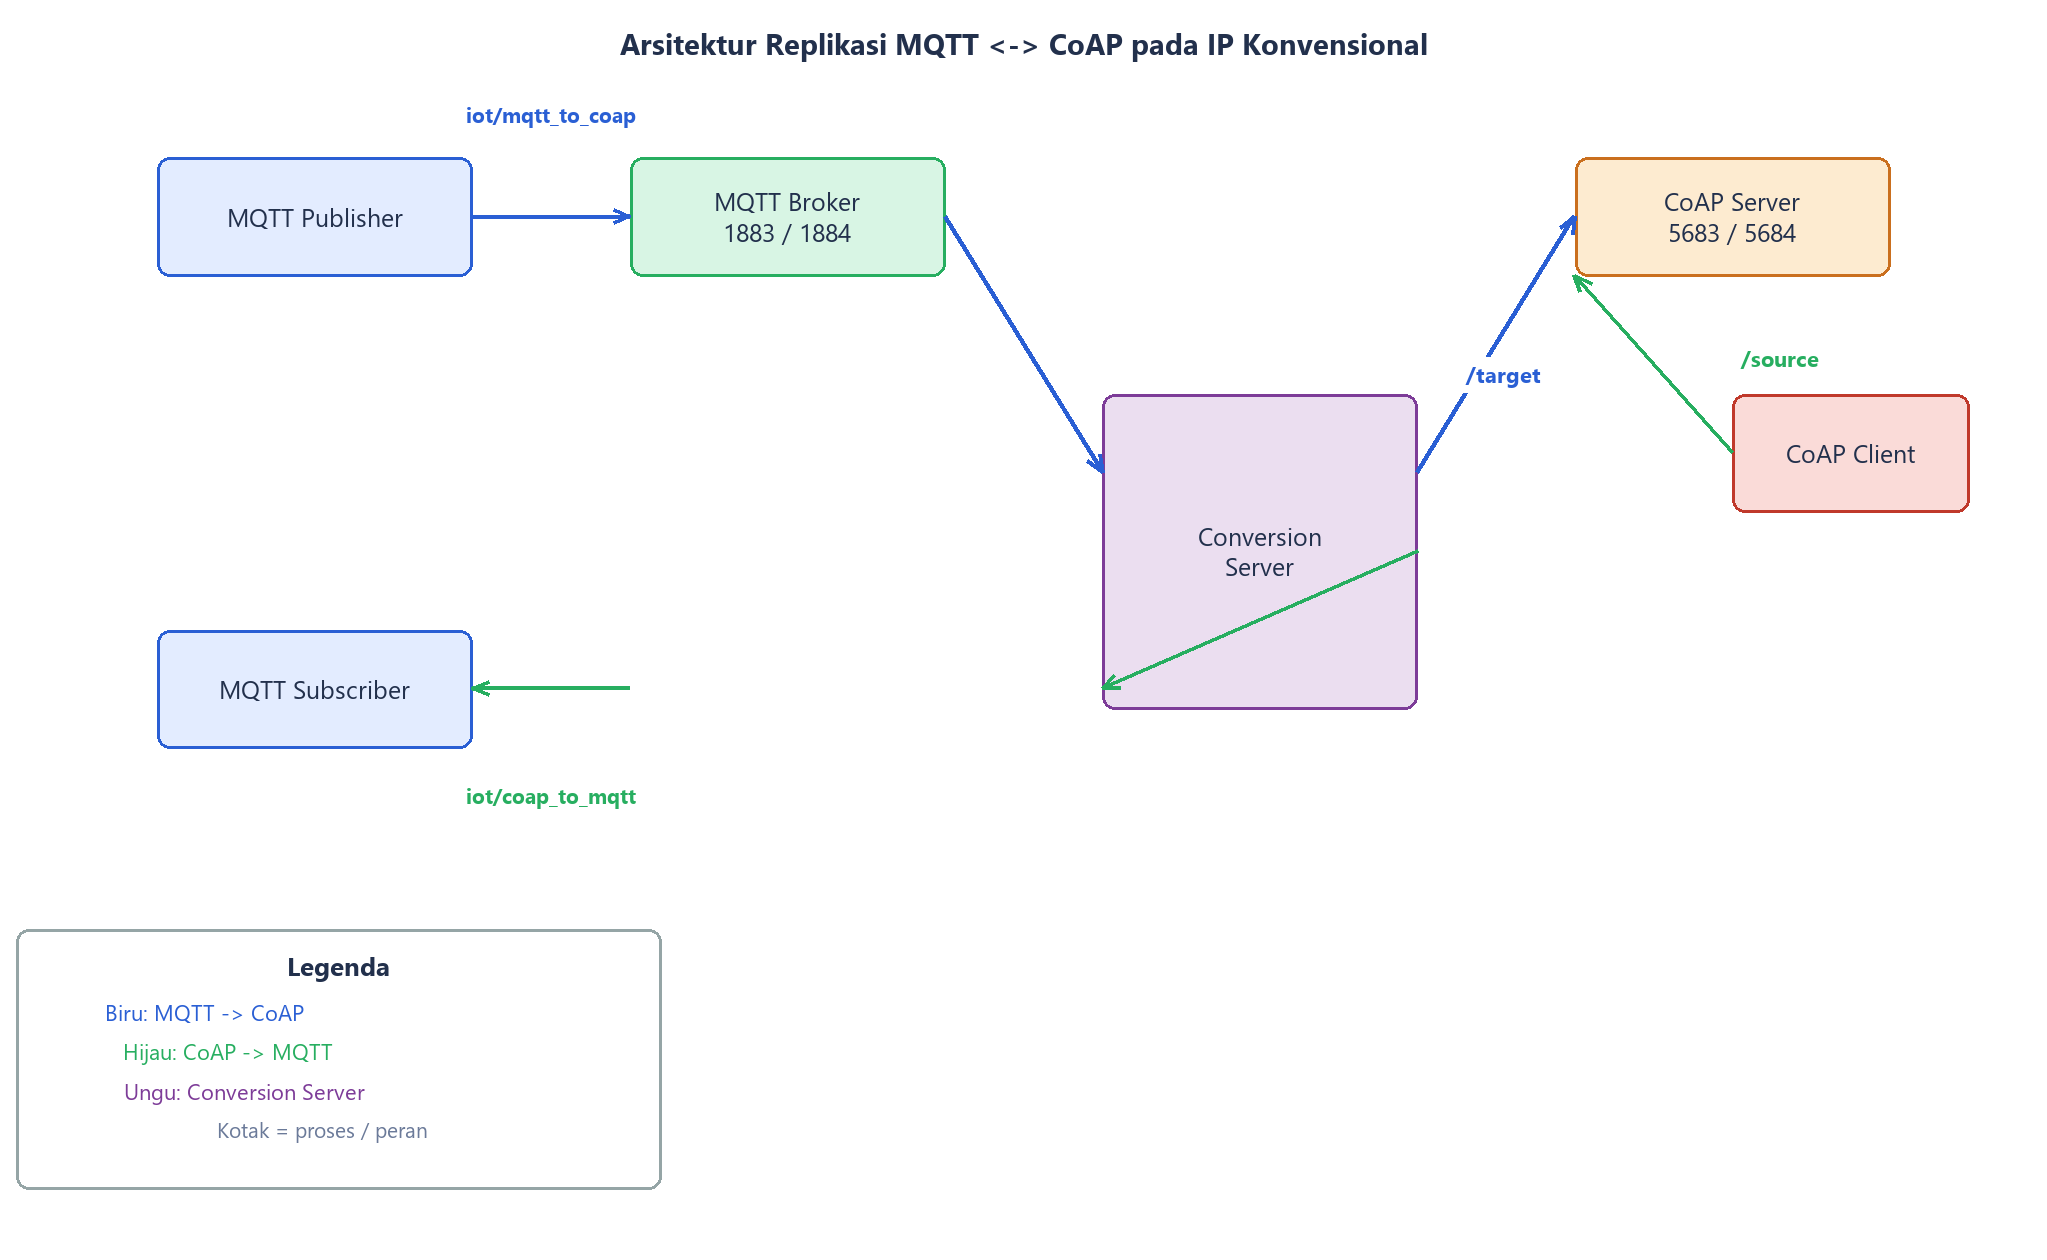 Arsitektur Replikasi MQTT <-> CoAP pada IP Konvensional
iot/mqtt_to_coap
MQTT Publisher
MQTT Broker
1883 / 1884
CoAP Server
5683 / 5684
/target
/source
CoAP Client
Conversion
Server
MQTT Subscriber
iot/coap_to_mqtt
Legenda
Biru: MQTT -> CoAP
Hijau: CoAP -> MQTT
Ungu: Conversion Server
Kotak = proses / peran